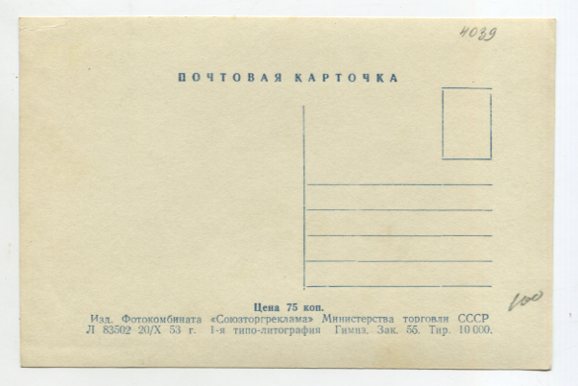 4039
ПОЧТОВАЯ КАРТОЧКА
Цена 75 коп.
Изд. Фотокомбината «Союзторгреклама» Министерства торговли СССР
Л 83502 20/X 53 г. 1-я типо-литография Гимиз. Зак. 55. Тир. 10 000.
100